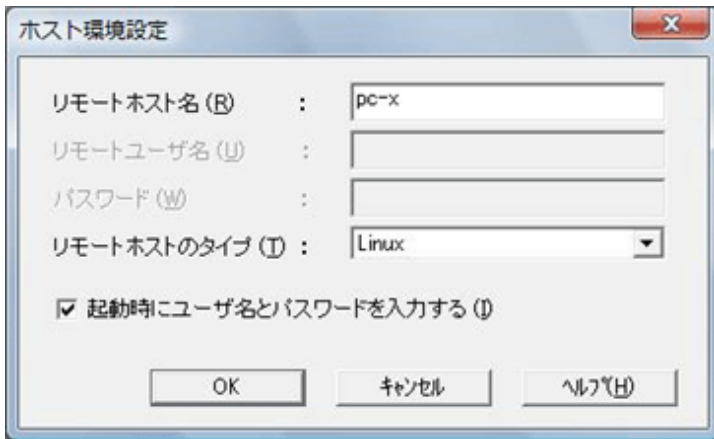 ホスト環境設定
リモートホスト名(R) : pc-x
リモートユーザ名(U) :
パスワード(W) :
リモートホストのタイプ(T) : Linux
起動時にユーザ名とパスワードを入力する(I)
OK キャンセル ヘルプ(H)